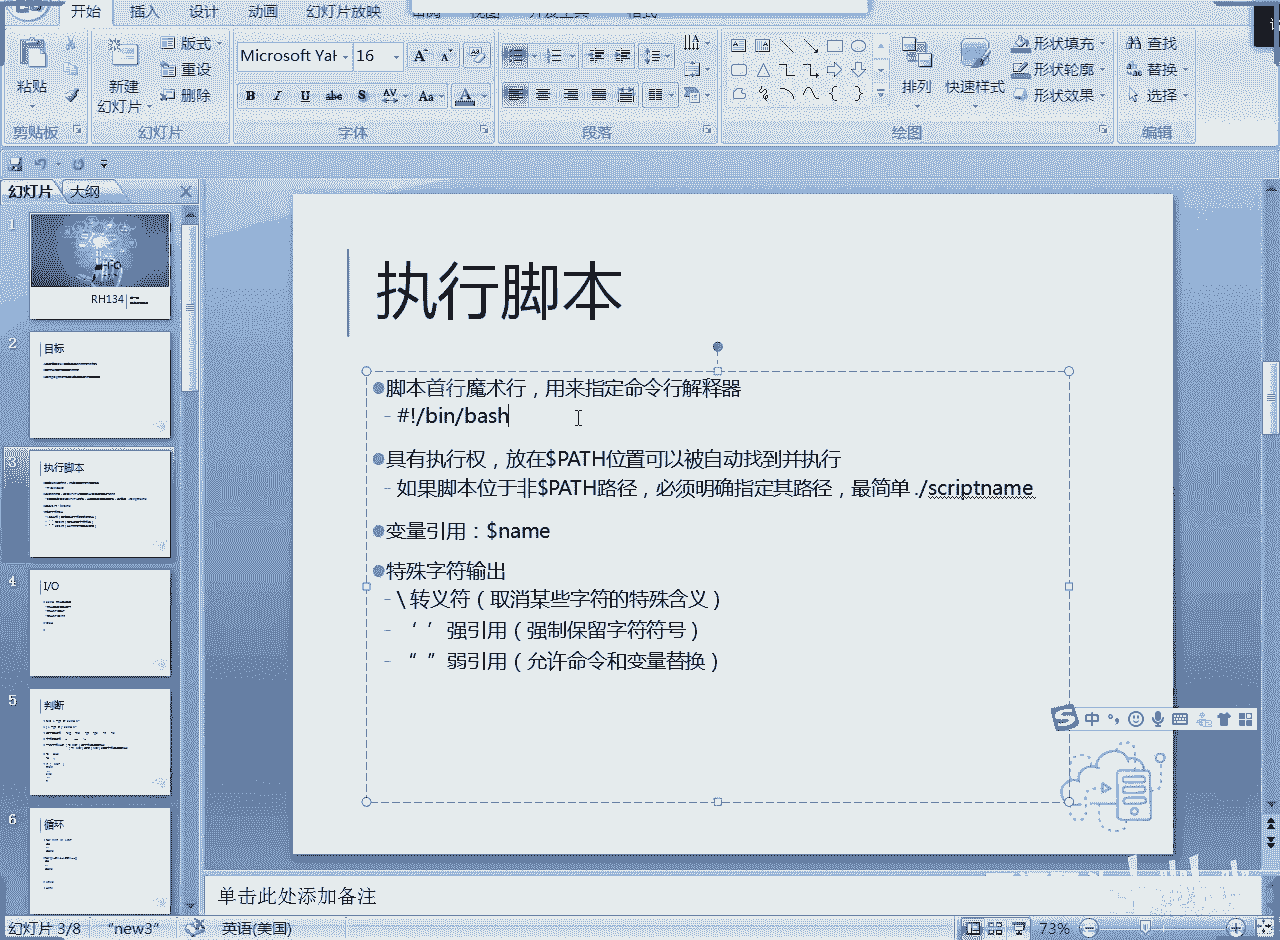 开始 插入 设计 动画 幻灯片放映
粘贴
剪贴板
新建
幻灯片
版式
重设
删除
幻灯片
Microsoft Yal 16
B I U abc S AV Aa A
字体
段落
排列
快速样式
形状填充
形状轮廓
形状效果
绘图
查找
替换
选择
编辑
幻灯片 大纲
1
RH134
2
目标
3
执行脚本
4
I/O
5
判断
6
循环
执行脚本
脚本首行魔术行，用来指定命令行解释器
- #!/bin/bash
具有执行权，放在$PATH位置可以被自动找到并执行
- 如果脚本位于非$PATH路径，必须明确指定其路径，最简单 ./scriptname
变量引用：$name
特殊字符输出
- \ 转义符（取消某些字符的特殊含义）
- ‘ ’ 强引用（强制保留字符符号）
- “ ” 弱引用（允许命令和变量替换）
中
单击此处添加备注
幻灯片 3/8 “new3” 英语(美国) 73%